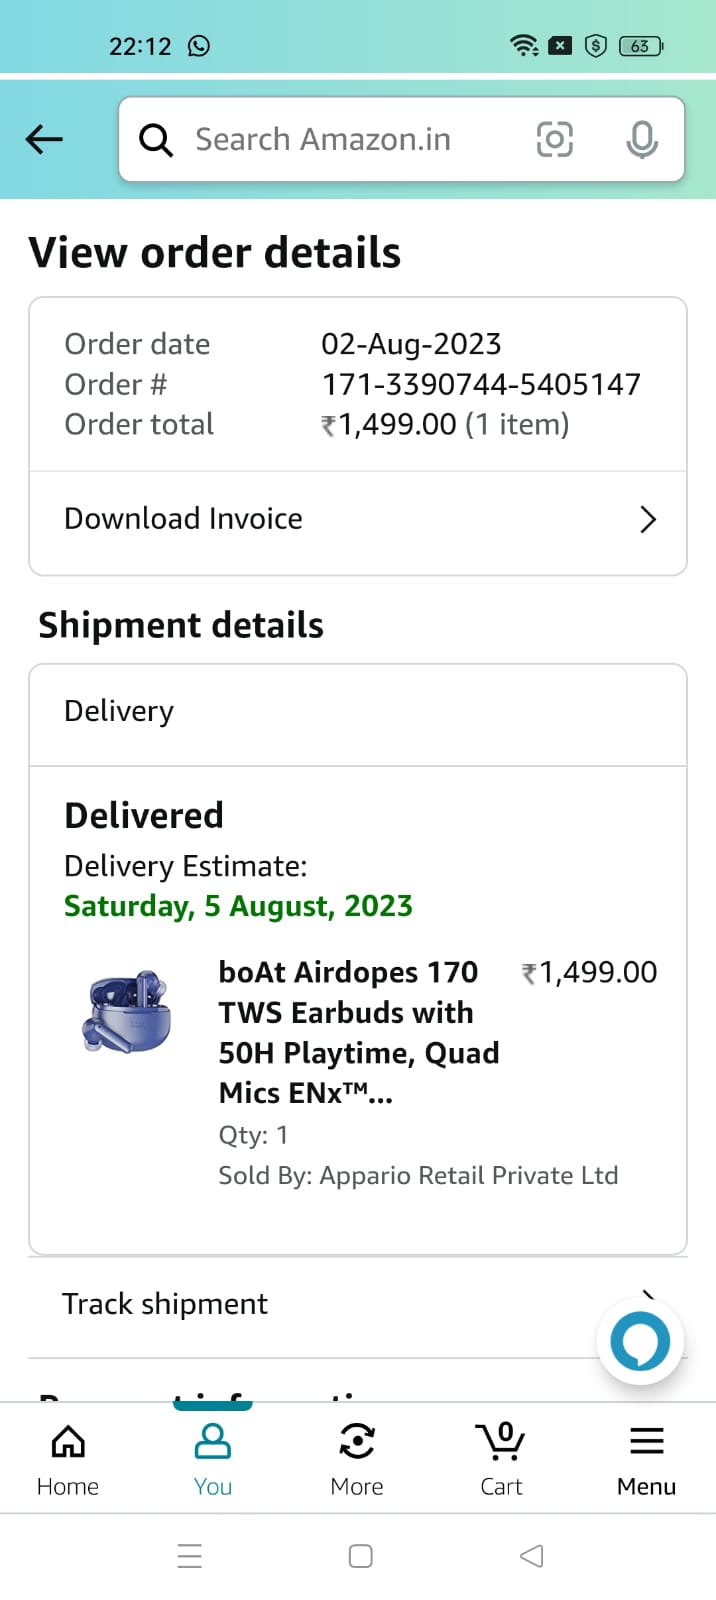 22:12
63
Search Amazon.in
View order details
Order date 02-Aug-2023
Order # 171-3390744-5405147
Order total ₹1,499.00 (1 item)
Download Invoice
Shipment details
Delivery
Delivered
Delivery Estimate:
Saturday, 5 August, 2023
boAt Airdopes 170 ₹1,499.00
TWS Earbuds with
50H Playtime, Quad
Mics ENx™...
Qty: 1
Sold By: Appario Retail Private Ltd
Track shipment
0
Home You More Cart Menu